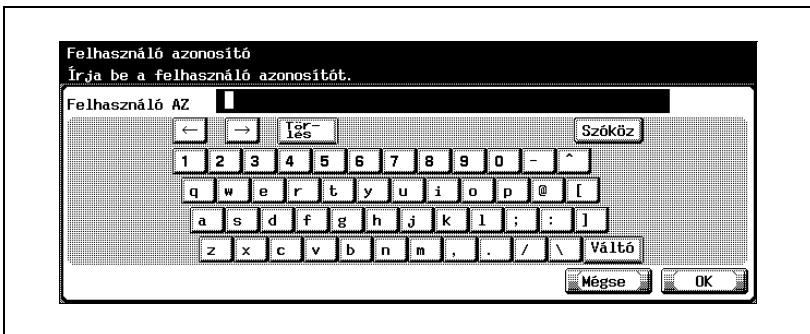 Felhasználó azonosító
Írja be a felhasználó azonosítót.
Felhasználó AZ
← → Tör-
lés Szóköz
1 2 3 4 5 6 7 8 9 0 - ^
q w e r t y u i o p @ [
a s d f g h j k l ; : ]
z x c v b n m , . / \ Váltó
Mégse OK